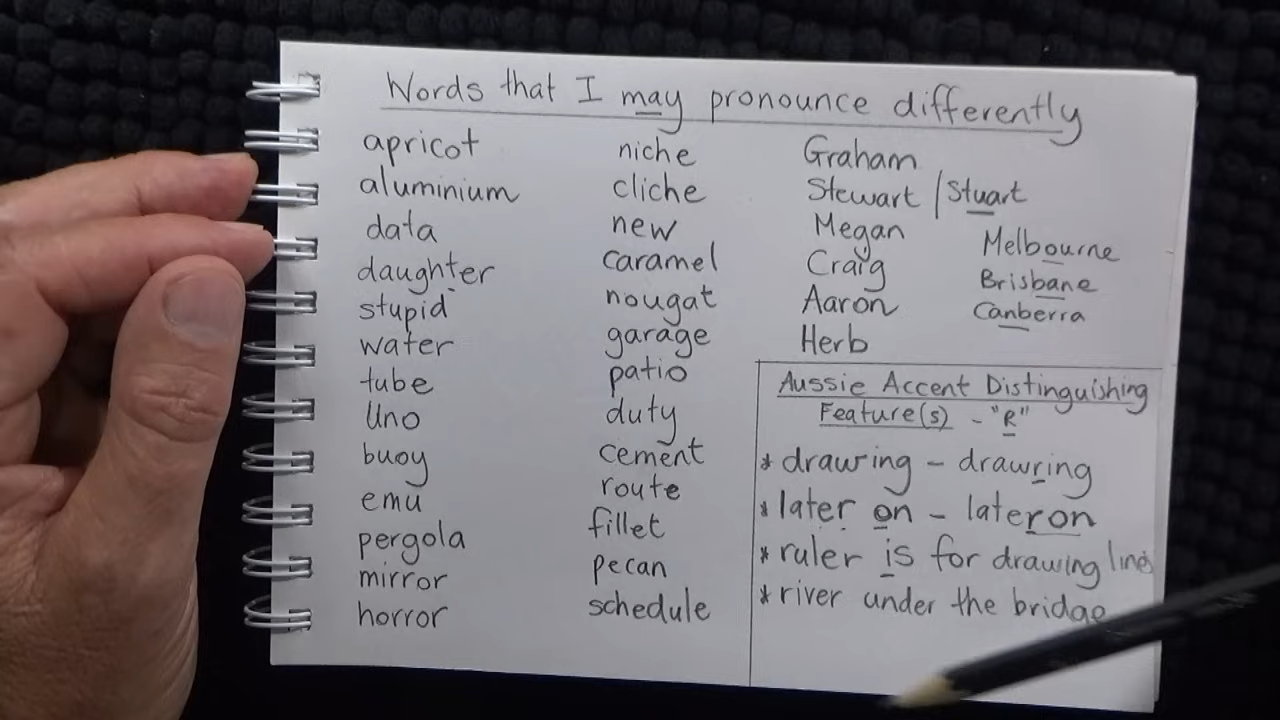 Words that I may pronounce differently
apricot
aluminium
data
daughter
stupid
water
tube
Uno
buoy
emu
pergola
mirror
horror
niche
cliche
new
caramel
nougat
garage
patio
duty
cement
route
fillet
pecan
schedule
Graham
Stewart / Stuart
Megan
Craig
Aaron
Herb
Melbourne
Brisbane
Canberra
Aussie Accent Distinguishing
Feature(s) - "R"
* drawing - drawring
* later on - lateron
* ruler is for drawing lines
* river under the bridge